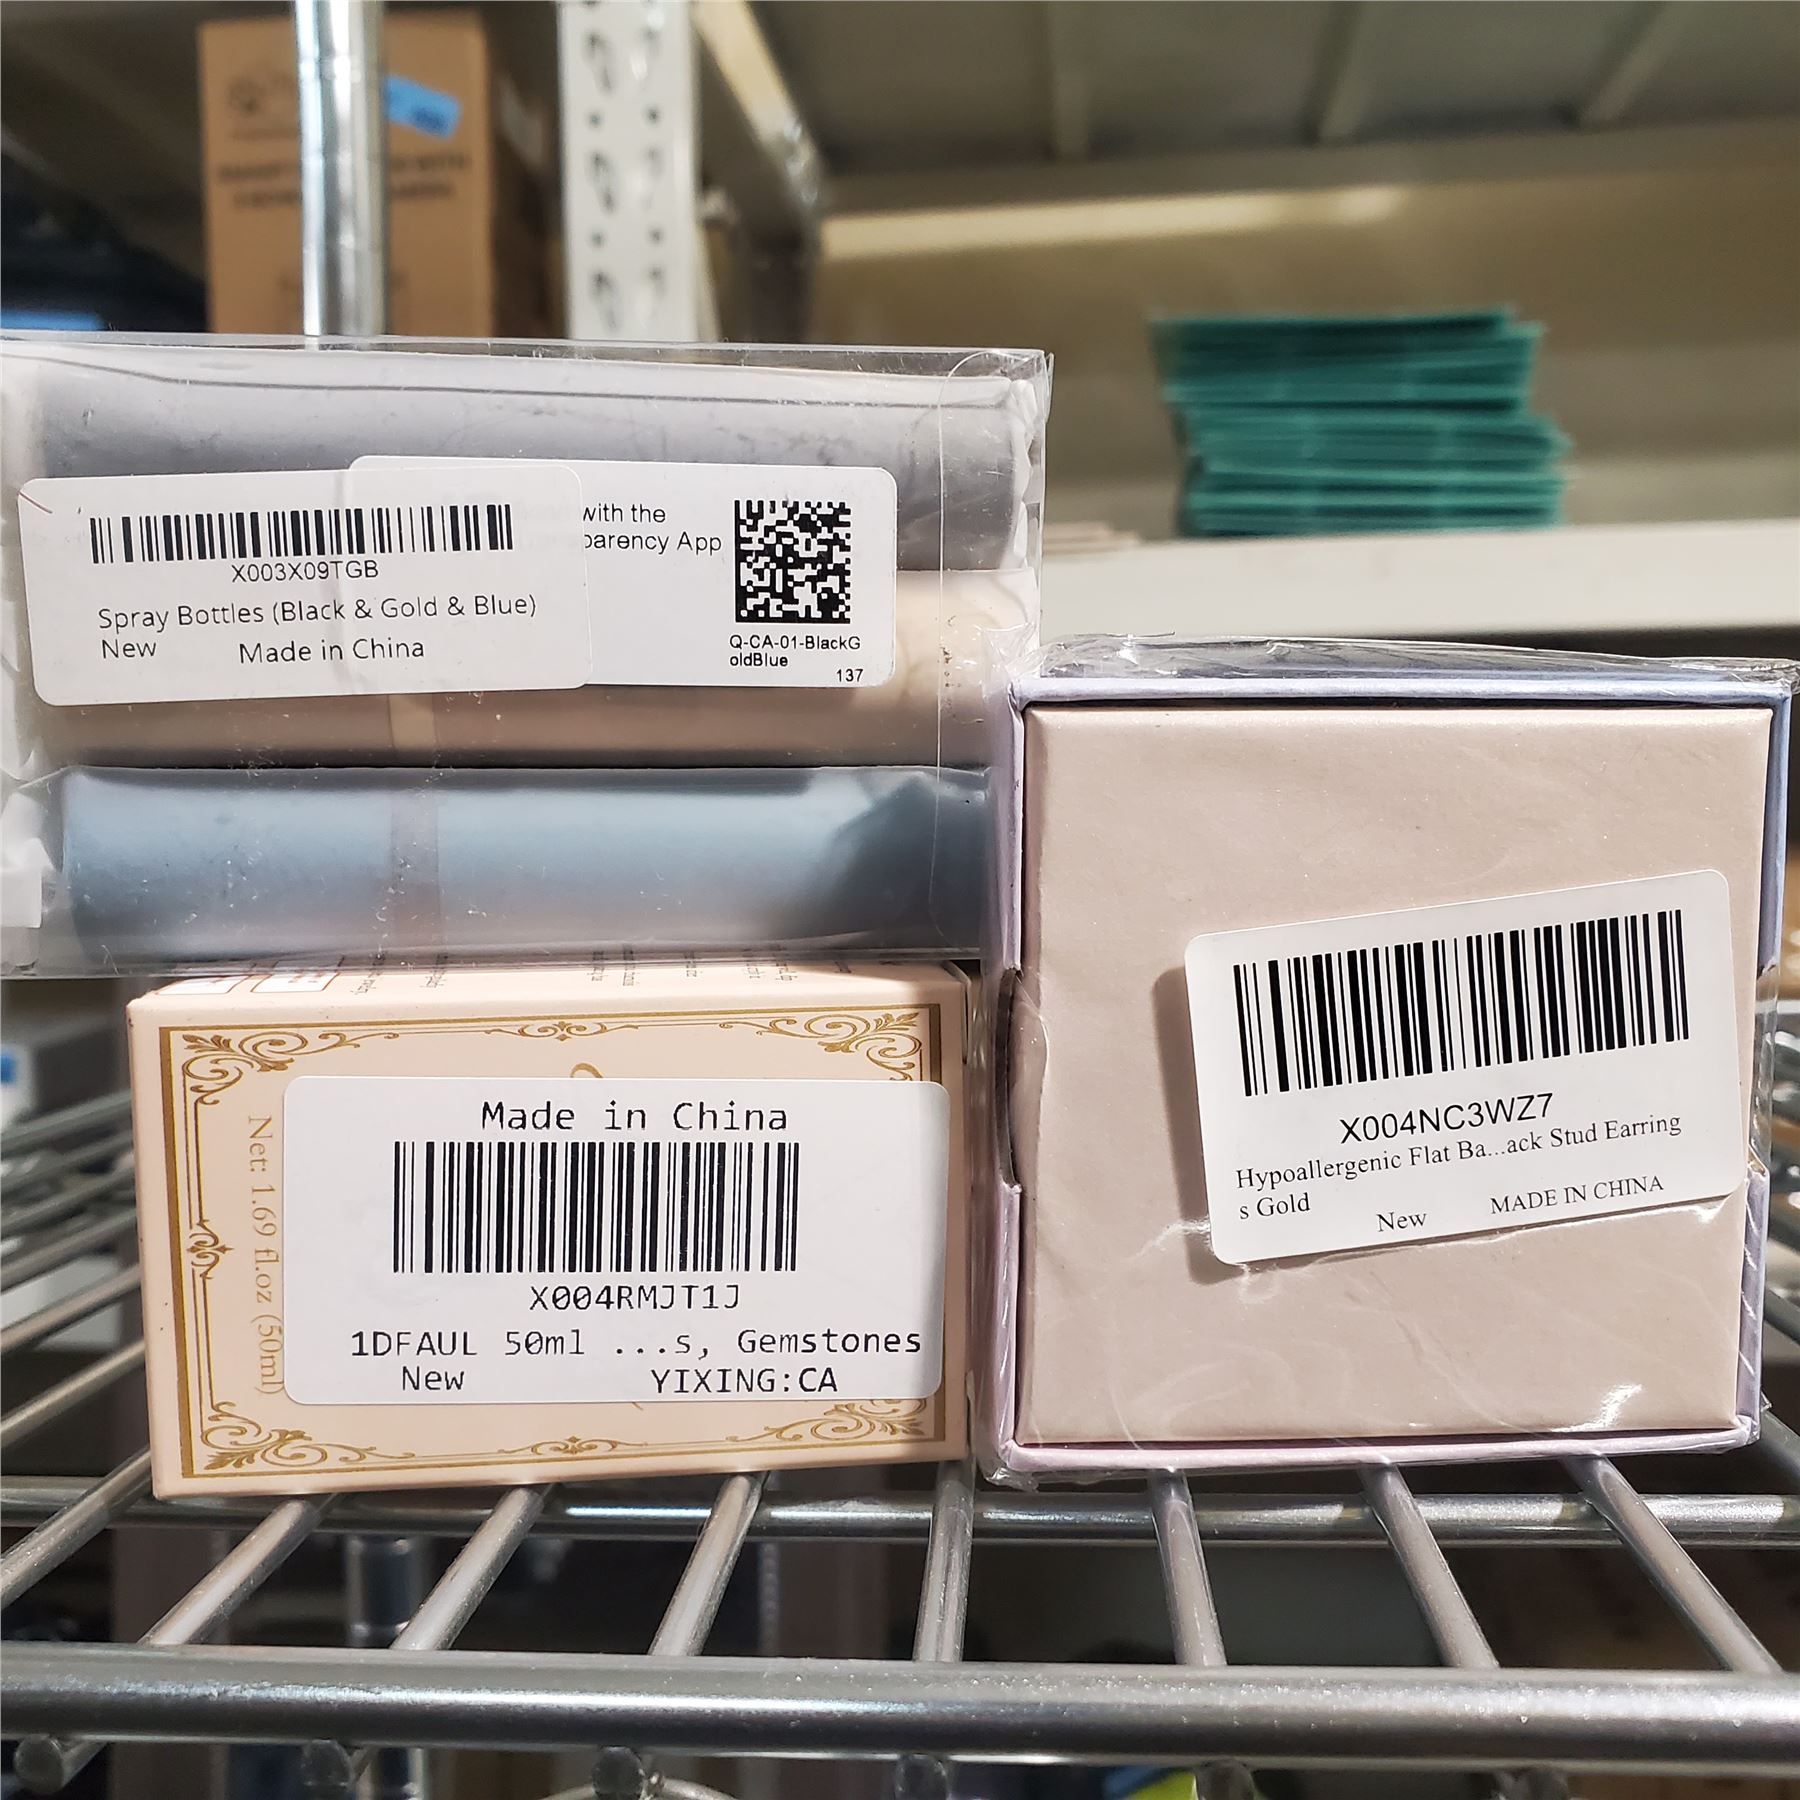 X003X09TGB
Spray Bottles (Black & Gold & Blue)
New Made in China
with the
parency App
Q-CA-01-BlackG
oldBlue
137
Net: 1.69 fl.oz (50ml)
Made in China
X004RMJT1J
1DFAUL 50ml ...s, Gemstones
New YIXING:CA
X004NC3WZ7
Hypoallergenic Flat Ba...ack Stud Earring
s Gold
New MADE IN CHINA